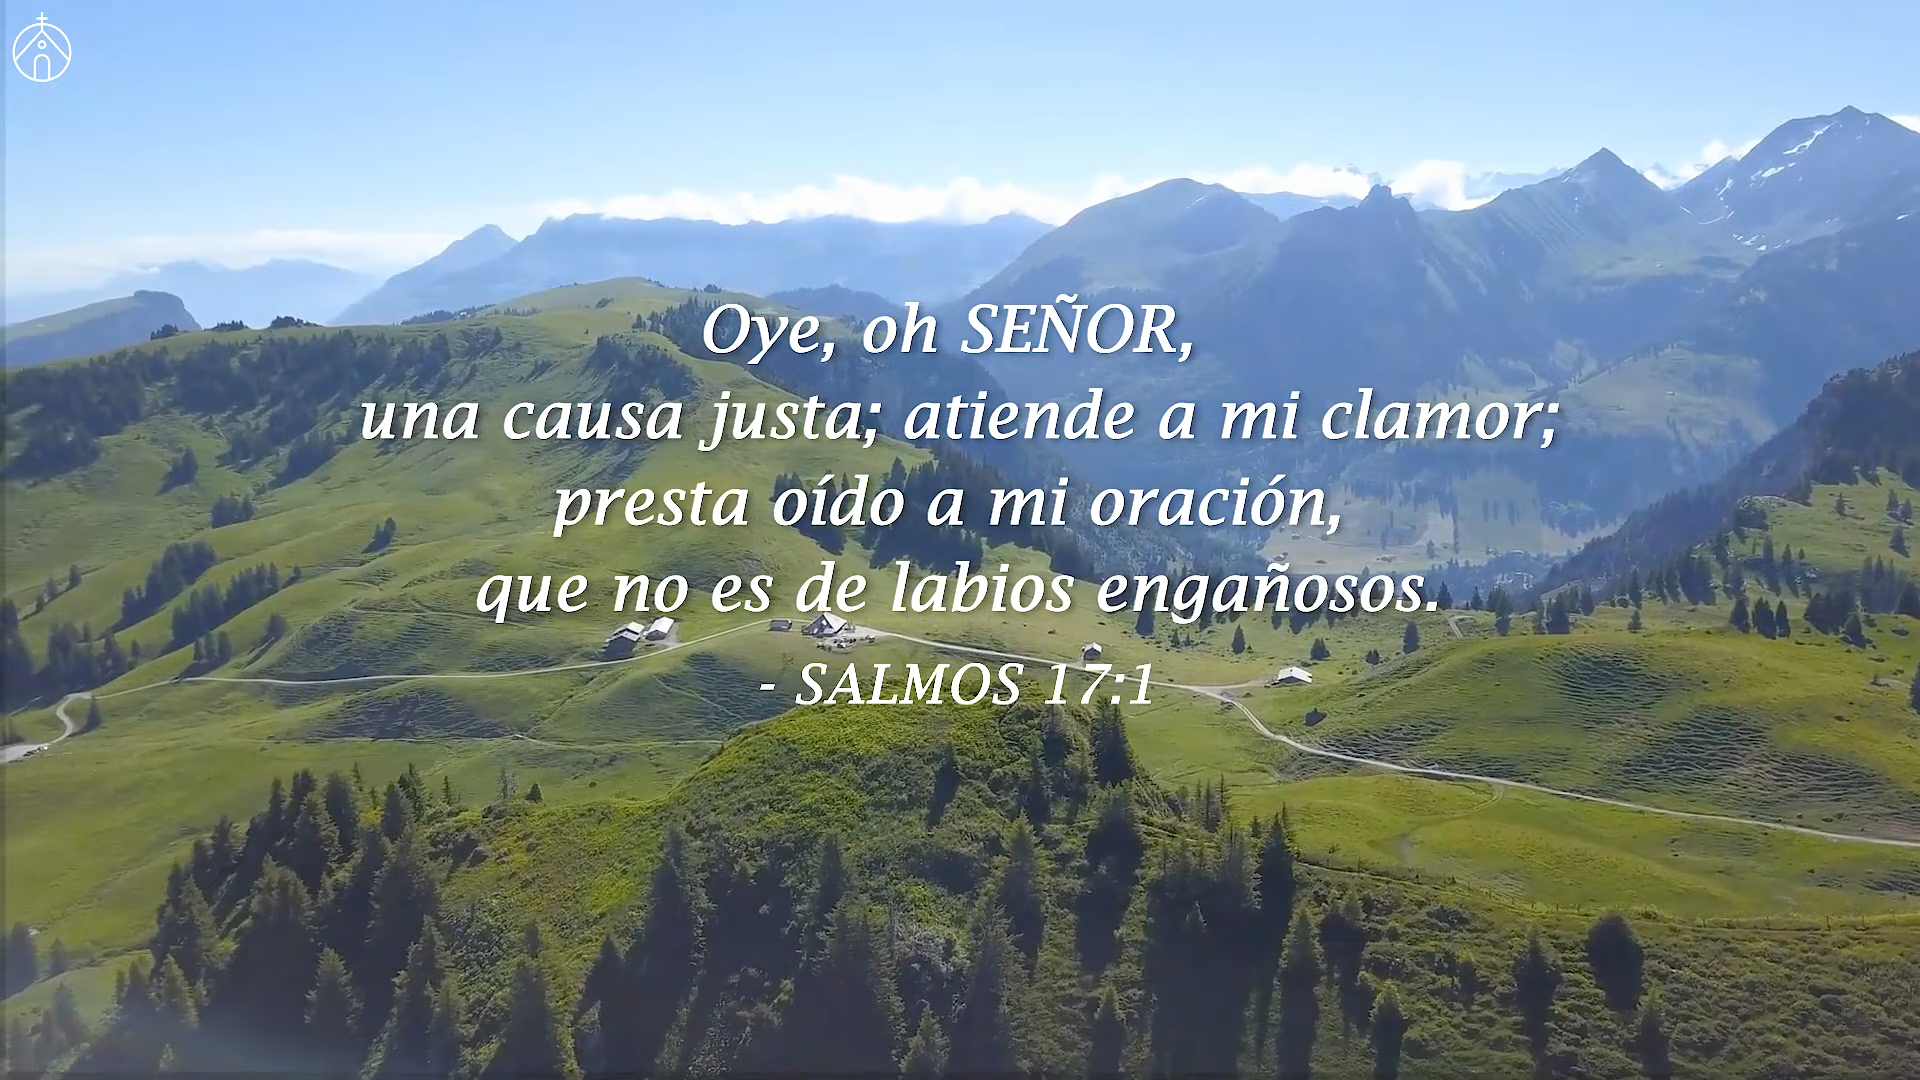 Oye, oh SEÑOR,
una causa justa; atiende a mi clamor;
presta oído a mi oración,
que no es de labios engañosos.
- SALMOS 17:1